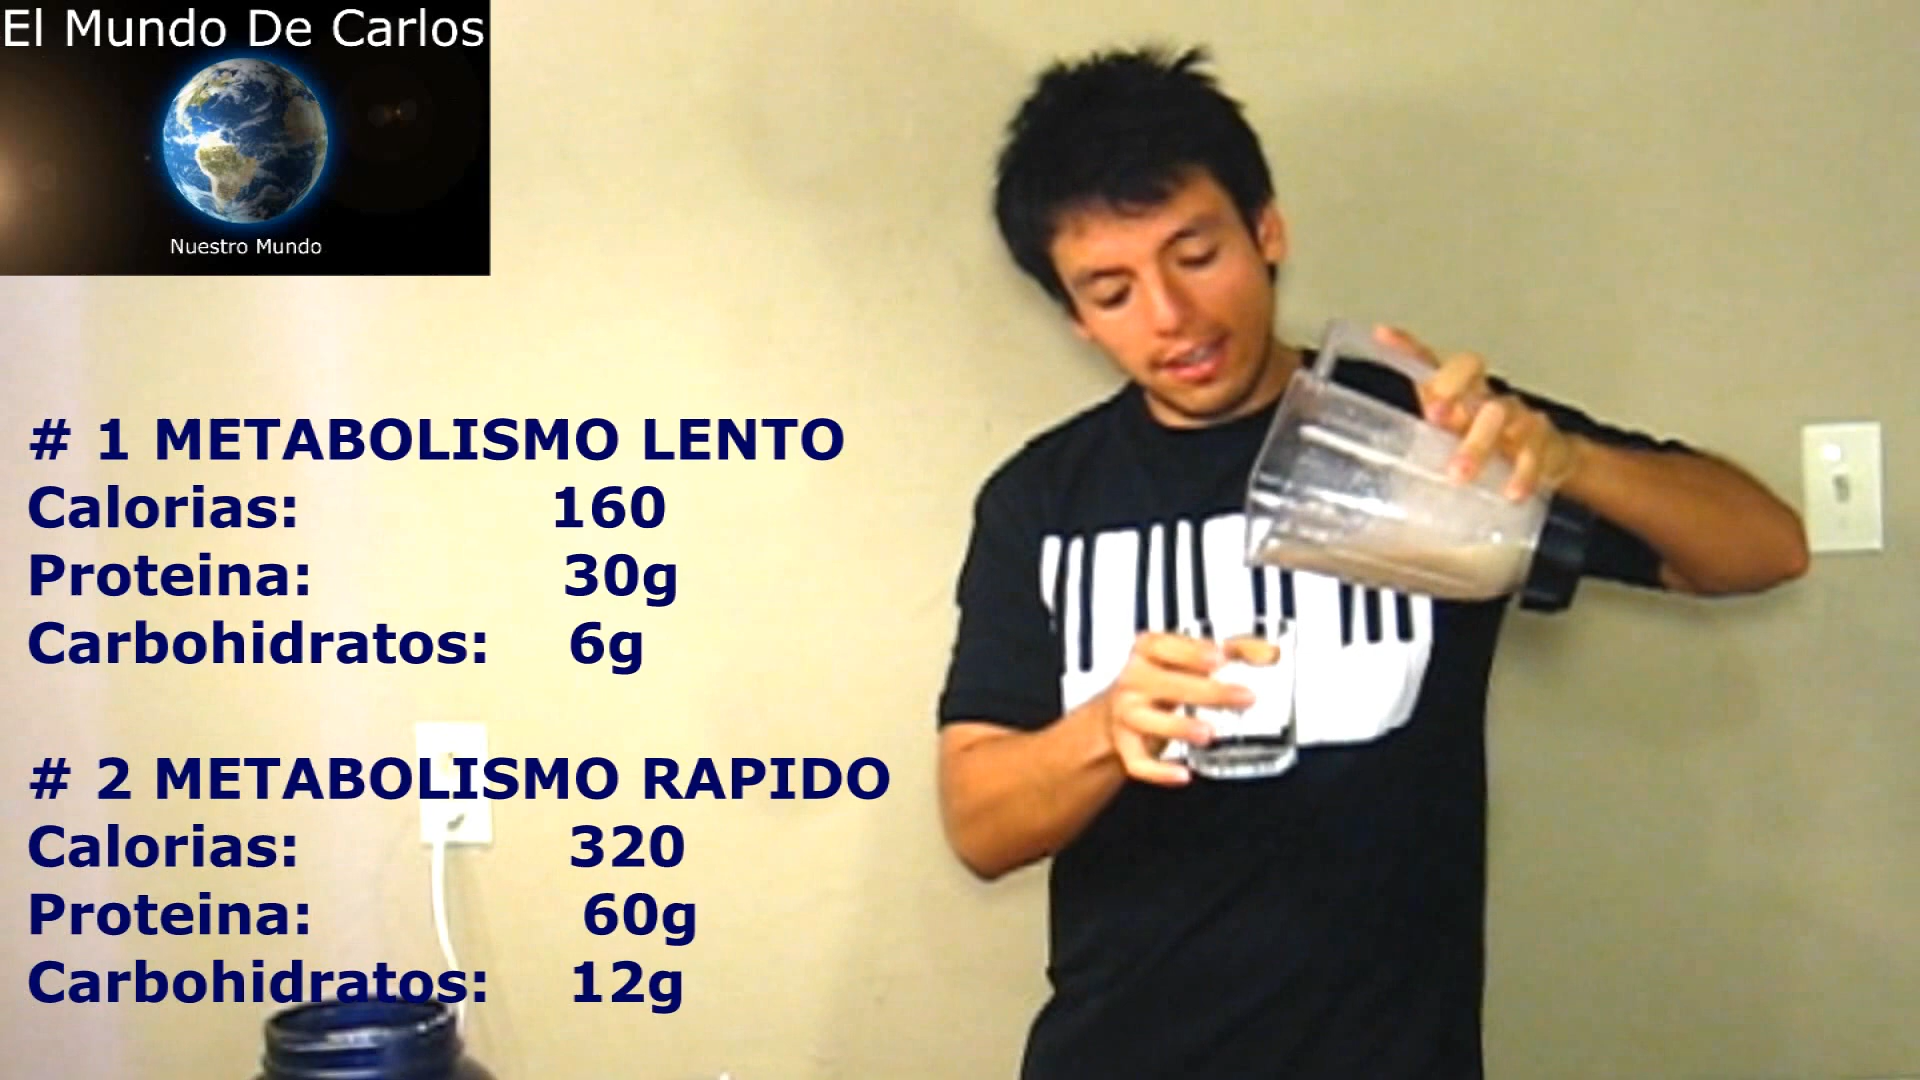 El Mundo De Carlos
Nuestro Mundo
# 1 METABOLISMO LENTO
Calorias: 160
Proteina: 30g
Carbohidratos: 6g
# 2 METABOLISMO RAPIDO
Calorias: 320
Proteina: 60g
Carbohidratos: 12g